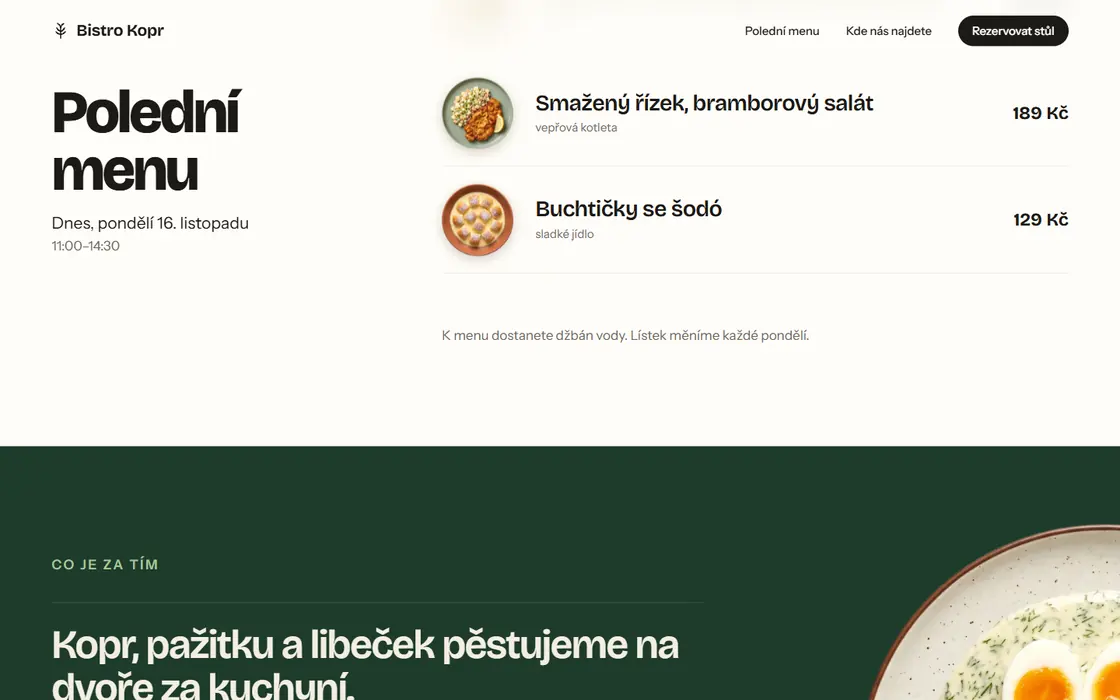 Bistro Kopr
Polední menu
Kde nás najdete
Rezervovat stůl
Polední
menu
Dnes, pondělí 16. listopadu
11:00–14:30
Smažený řízek, bramborový salát
vepřová kotleta
189 Kč
Buchtičky se šodó
sladké jídlo
129 Kč
K menu dostanete džbán vody. Lístek měníme každé pondělí.
CO JE ZA TÍM
Kopr, pažitku a libeček pěstujeme na
dvoře za kuchyní.